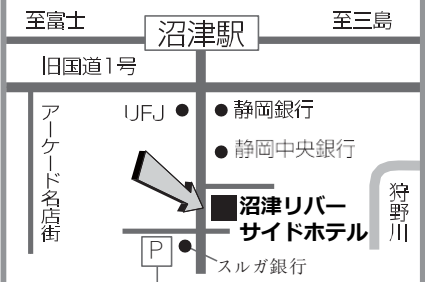 至富士
沼津駅
至三島
旧国道1号
UFJ
静岡銀行
静岡中央銀行
アーケード名店街
沼津リバー
サイドホテル
狩野川
P
スルガ銀行